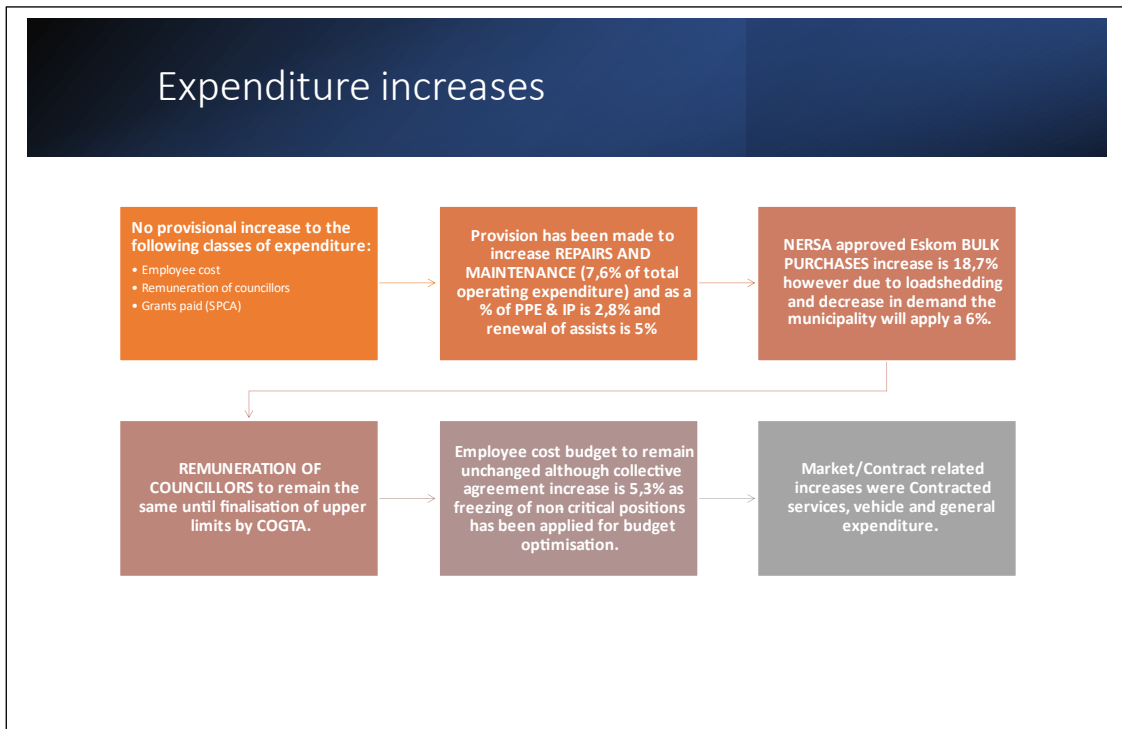 Expenditure increases
No provisional increase to the
following classes of expenditure:
• Employee cost
• Remuneration of councillors
• Grants paid (SPCA)
Provision has been made to
increase REPAIRS AND
MAINTENANCE (7,6% of total
operating expenditure) and as a
% of PPE & IP is 2,8% and
renewal of assists is 5%
NERSA approved Eskom BULK
PURCHASES increase is 18,7%
however due to loadshedding
and decrease in demand the
municipality will apply a 6%.
REMUNERATION OF
COUNCILLORS to remain the
same until finalisation of upper
limits by COGTA.
Employee cost budget to remain
unchanged although collective
agreement increase is 5,3% as
freezing of non critical positions
has been applied for budget
optimisation.
Market/Contract related
increases were Contracted
services, vehicle and general
expenditure.